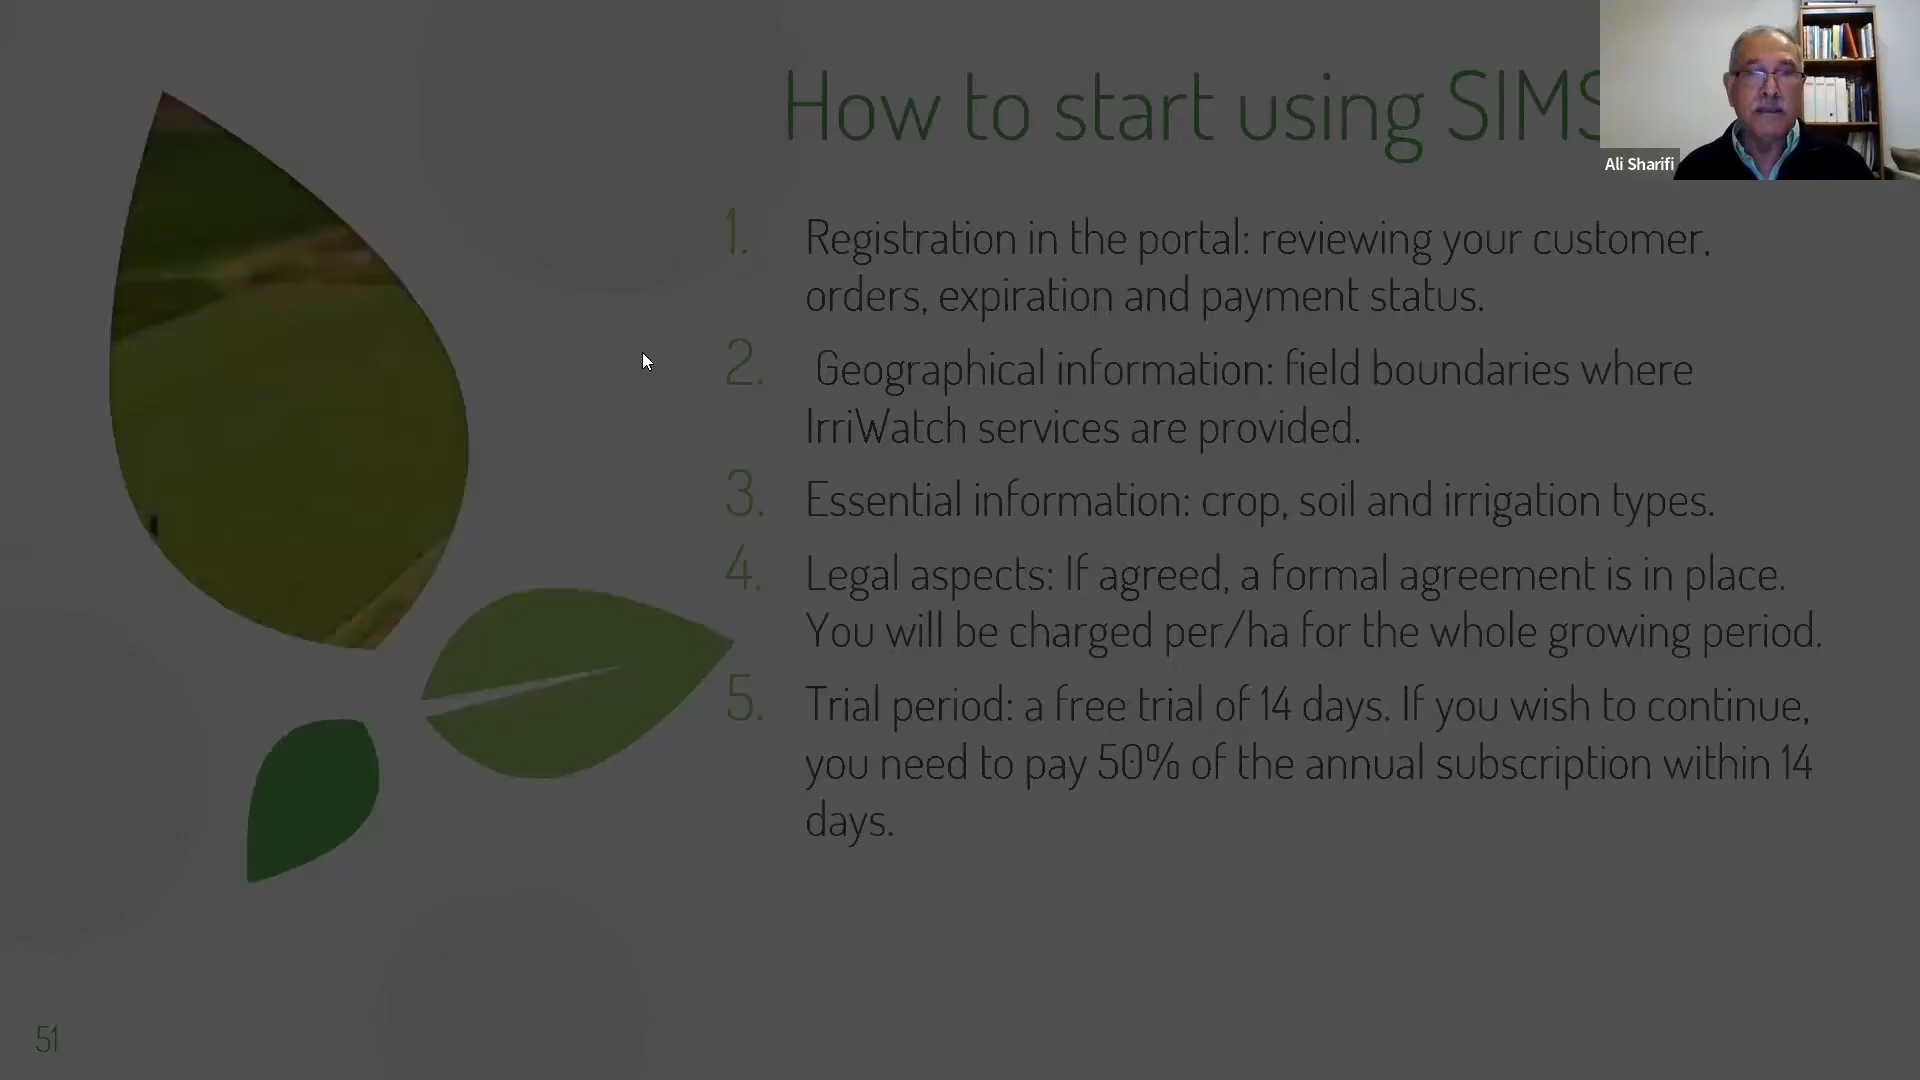 How to start using SIMS
Ali Sharifi
1. Registration in the portal: reviewing your customer,
orders, expiration and payment status.
2. Geographical information: field boundaries where
IrriWatch services are provided.
3. Essential information: crop, soil and irrigation types.
4. Legal aspects: If agreed, a formal agreement is in place.
You will be charged per/ha for the whole growing period.
5. Trial period: a free trial of 14 days. If you wish to continue,
you need to pay 50% of the annual subscription within 14
days.
51